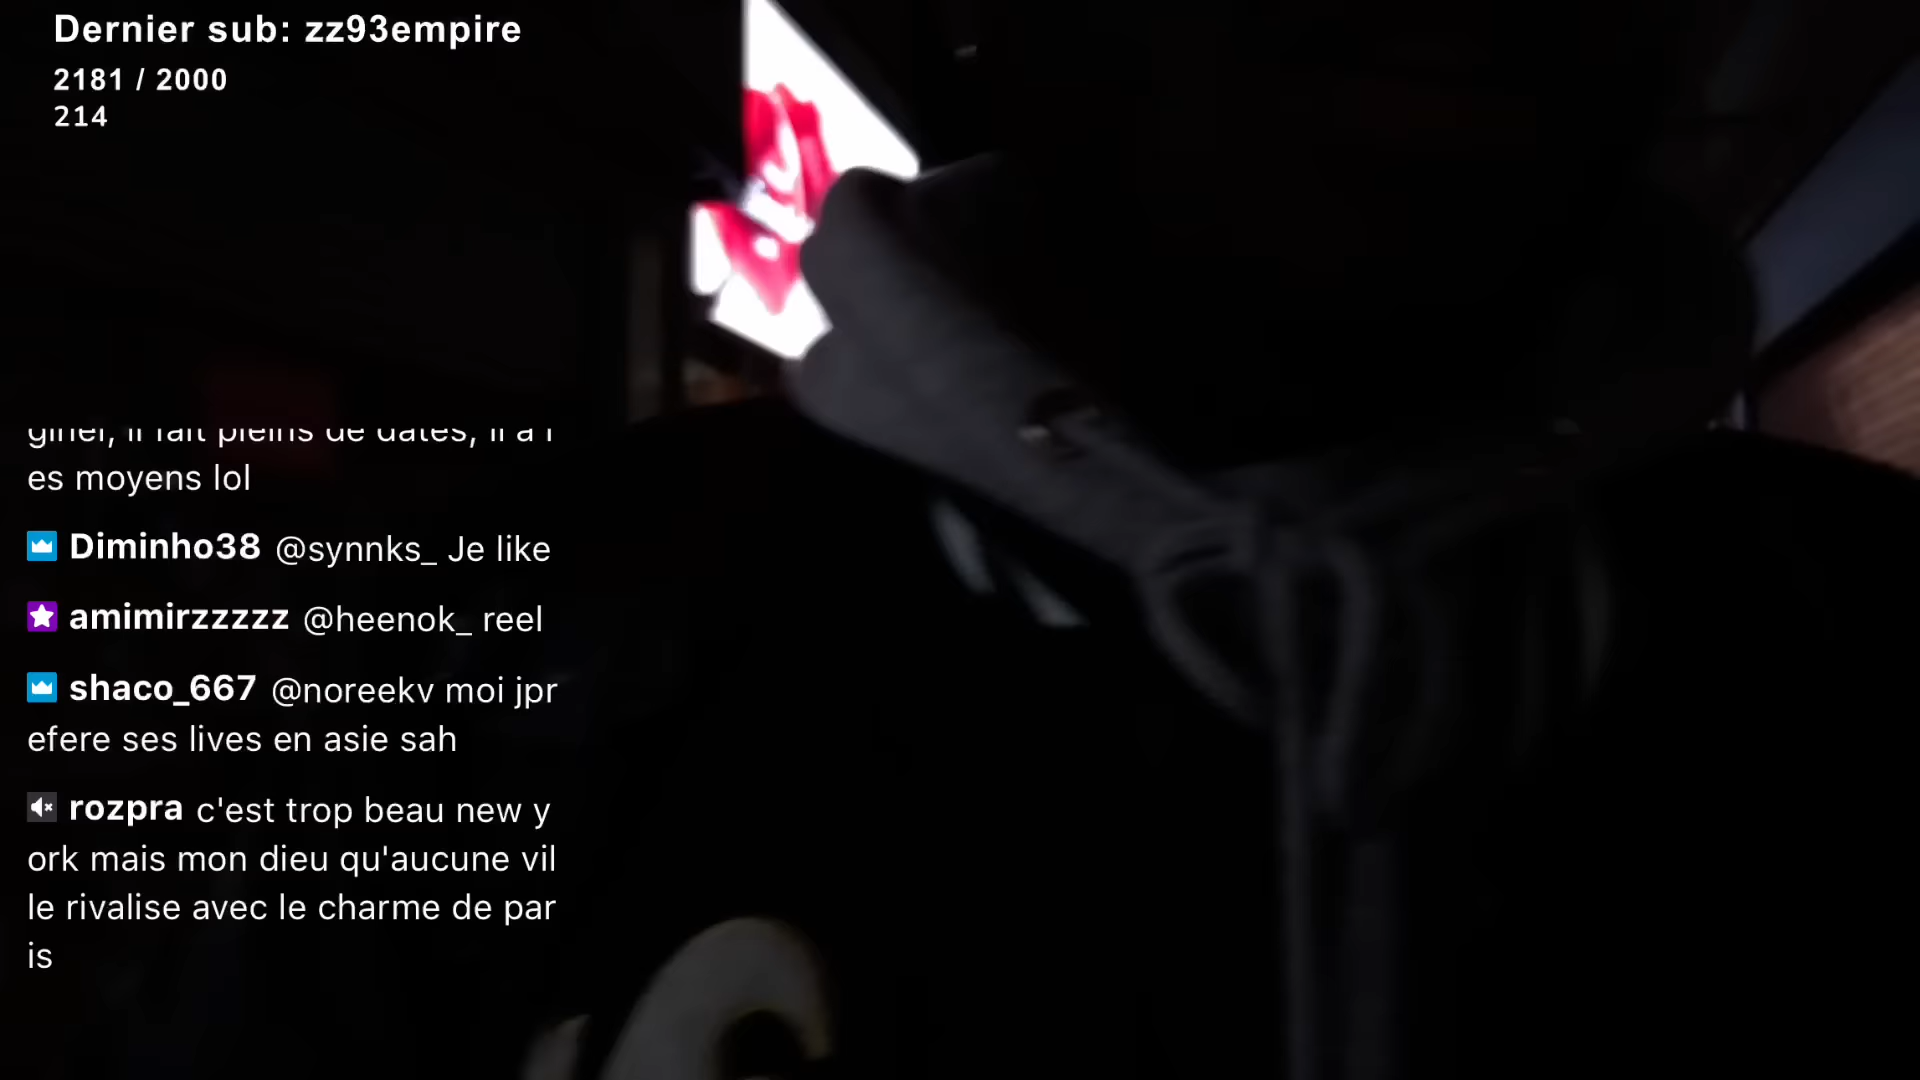 Dernier sub: zz93empire
2181 / 2000
214
es moyens lol
Diminho38 @synnks_ Je like
amimirzzzzz @heenok_ reel
shaco_667 @noreekv moi jpr
efere ses lives en asie sah
rozpra c'est trop beau new y
ork mais mon dieu qu'aucune vil
le rivalise avec le charme de par
is